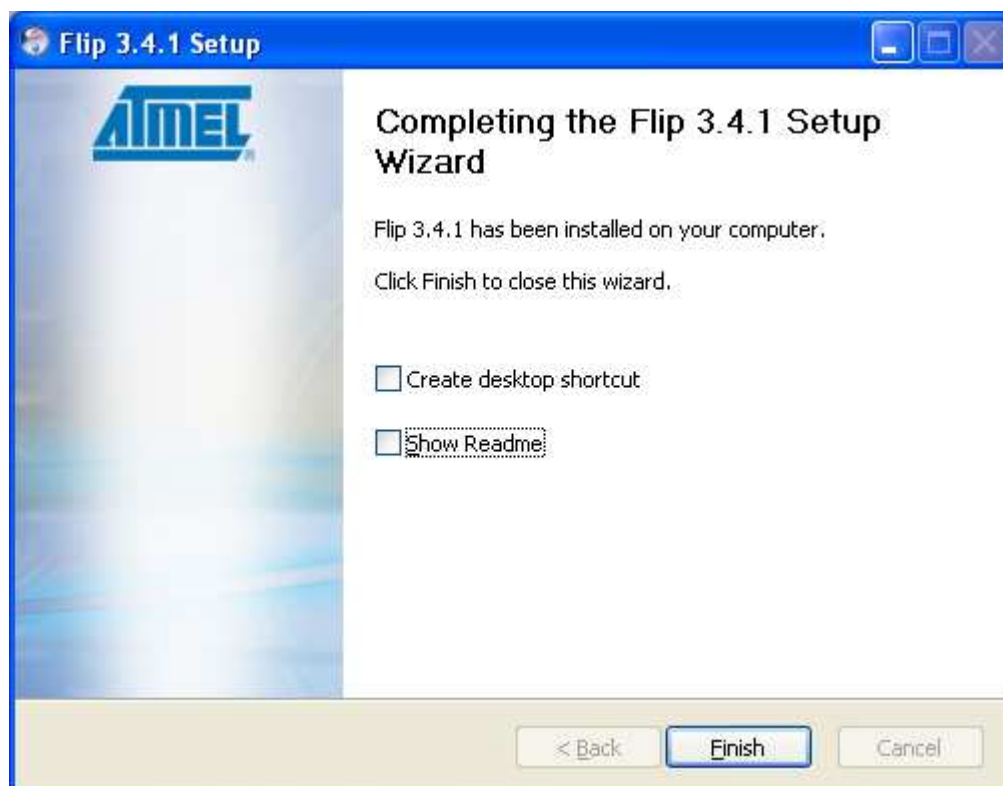 Flip 3.4.1 Setup
ATMEL®
Completing the Flip 3.4.1 Setup
Wizard
Flip 3.4.1 has been installed on your computer.
Click Finish to close this wizard.
Create desktop shortcut
Show Readme
< Back Finish Cancel